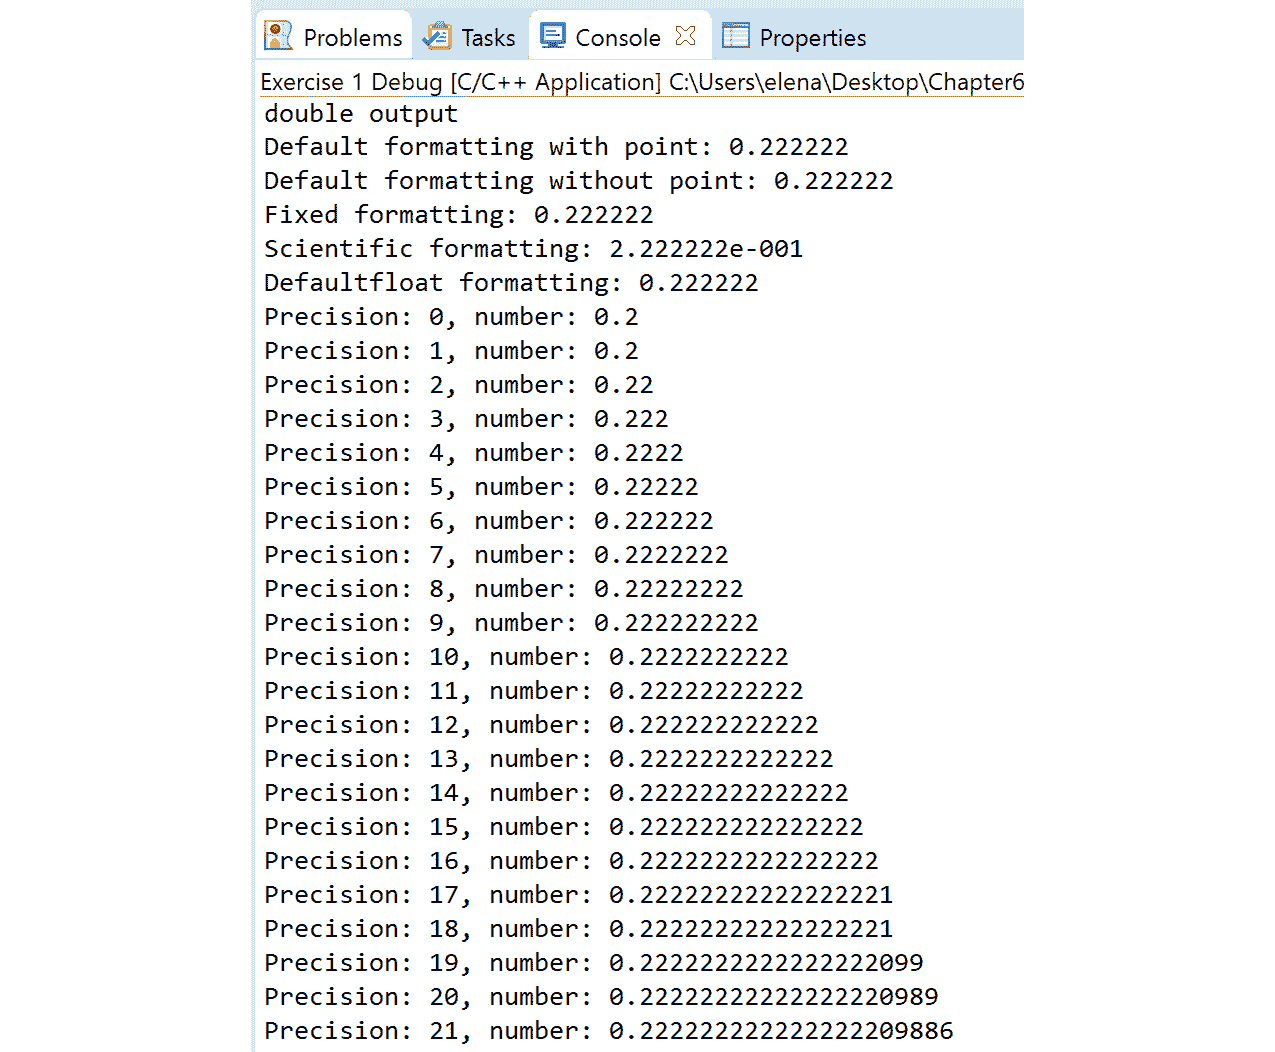 Problems Tasks Console Properties
Exercise 1 Debug [C/C++ Application] C:\Users\elena\Desktop\Chapter6
double output
Default formatting with point: 0.222222
Default formatting without point: 0.222222
Fixed formatting: 0.222222
Scientific formatting: 2.222222e-001
Defaultfloat formatting: 0.222222
Precision: 0, number: 0.2
Precision: 1, number: 0.2
Precision: 2, number: 0.22
Precision: 3, number: 0.222
Precision: 4, number: 0.2222
Precision: 5, number: 0.22222
Precision: 6, number: 0.222222
Precision: 7, number: 0.2222222
Precision: 8, number: 0.22222222
Precision: 9, number: 0.222222222
Precision: 10, number: 0.2222222222
Precision: 11, number: 0.22222222222
Precision: 12, number: 0.222222222222
Precision: 13, number: 0.2222222222222
Precision: 14, number: 0.22222222222222
Precision: 15, number: 0.222222222222222
Precision: 16, number: 0.2222222222222222
Precision: 17, number: 0.22222222222222221
Precision: 18, number: 0.22222222222222221
Precision: 19, number: 0.2222222222222222099
Precision: 20, number: 0.22222222222222220989
Precision: 21, number: 0.222222222222222209886